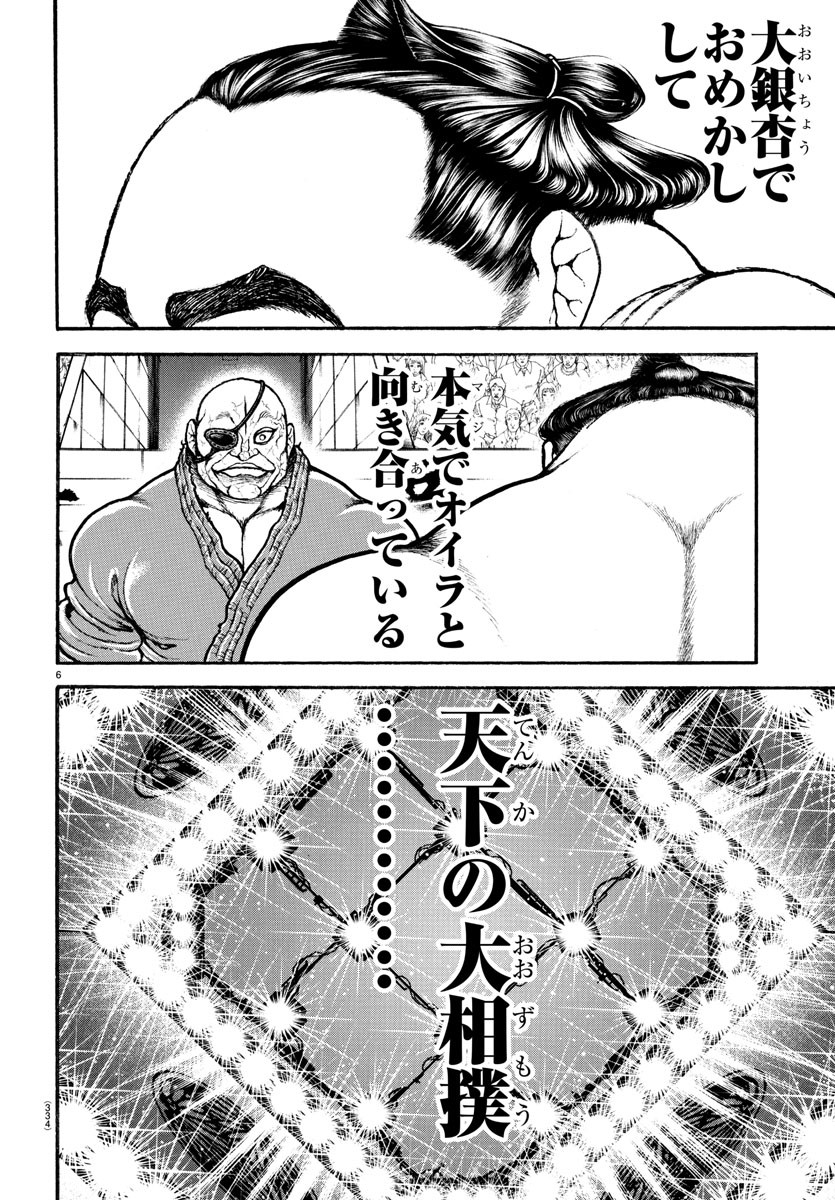 大銀杏で
おめかし
して
本気でオイラと
向き合っている
6
天下の大相撲
…………
(334)